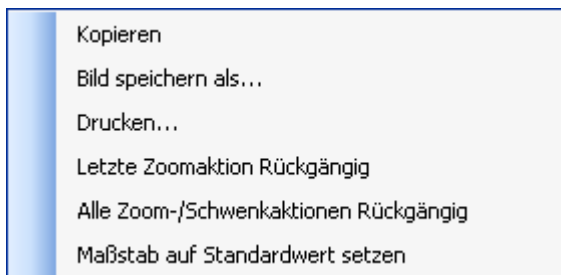 Kopieren
Bild speichern als...
Drucken...
Letzte Zoomaktion Rückgängig
Alle Zoom-/Schwenkaktionen Rückgängig
Maßstab auf Standardwert setzen